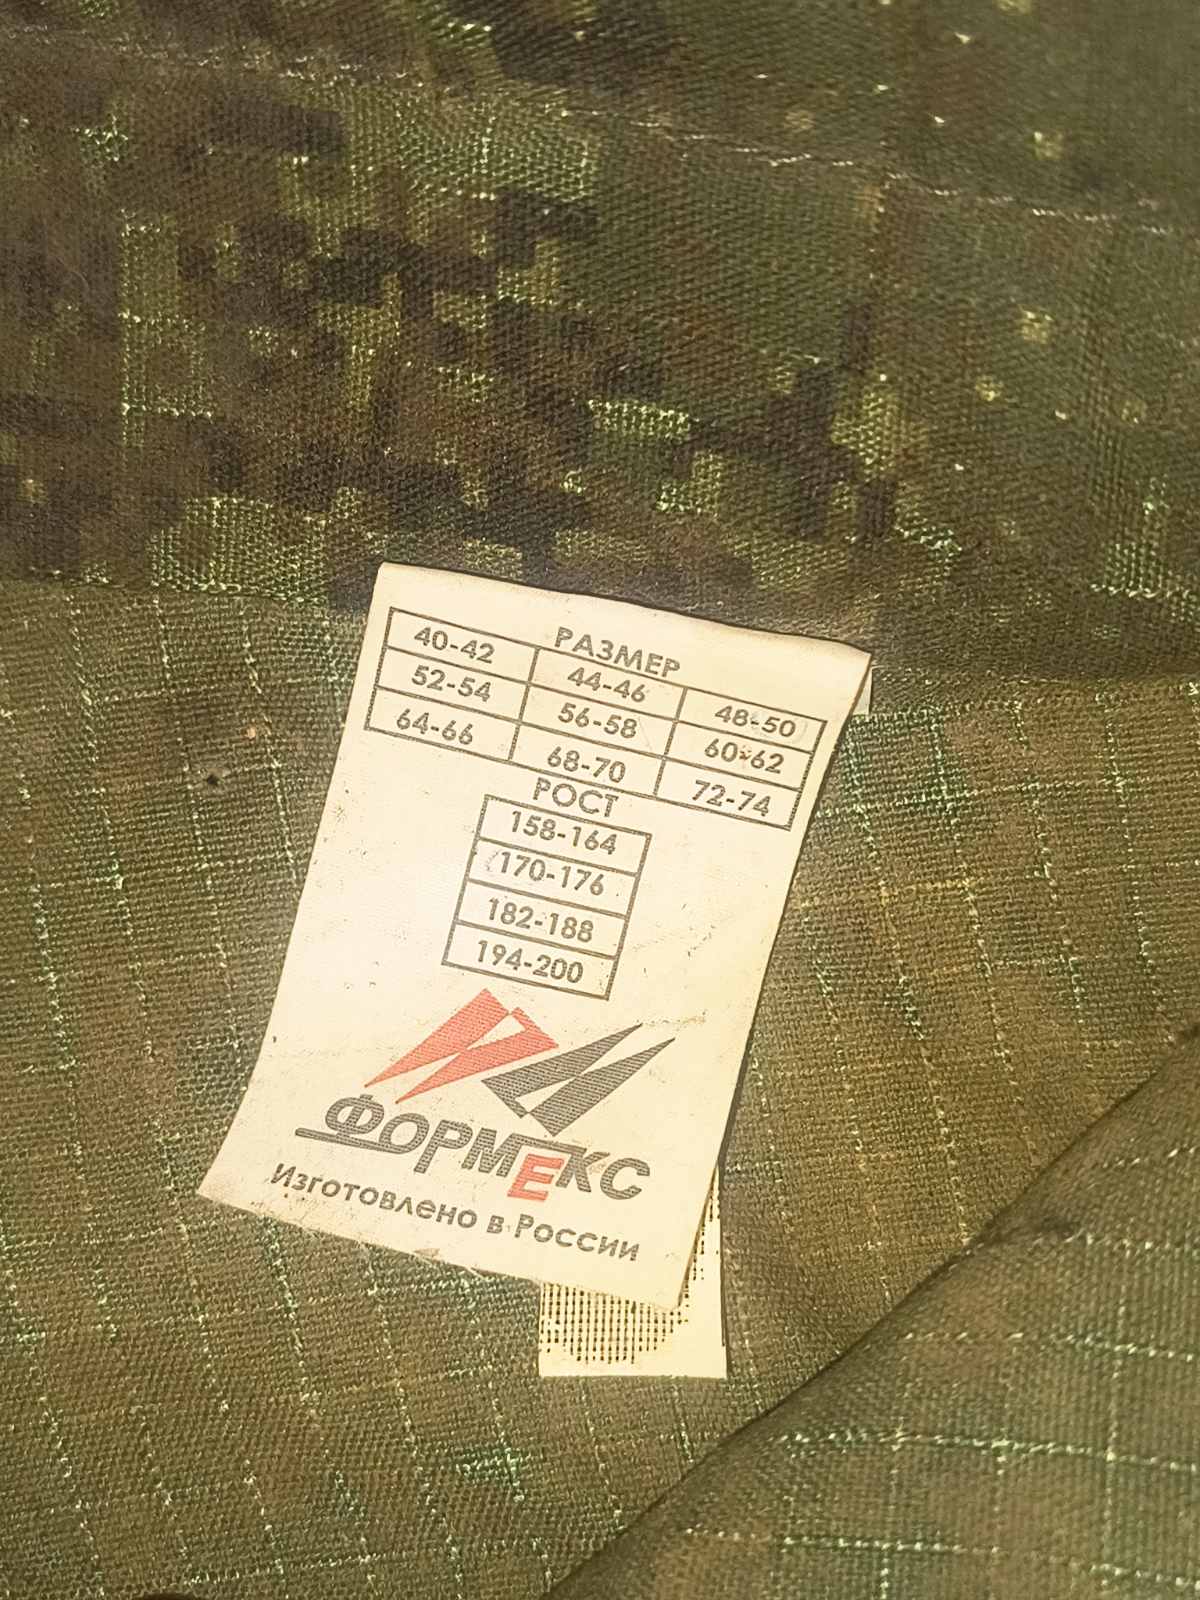 РАЗМЕР
40-42 44-46 48-50
52-54 56-58 60-62
64-66 68-70 72-74
РОСТ
158-164
170-176
182-188
194-200
ФОРМЕКС
Изготовлено в России